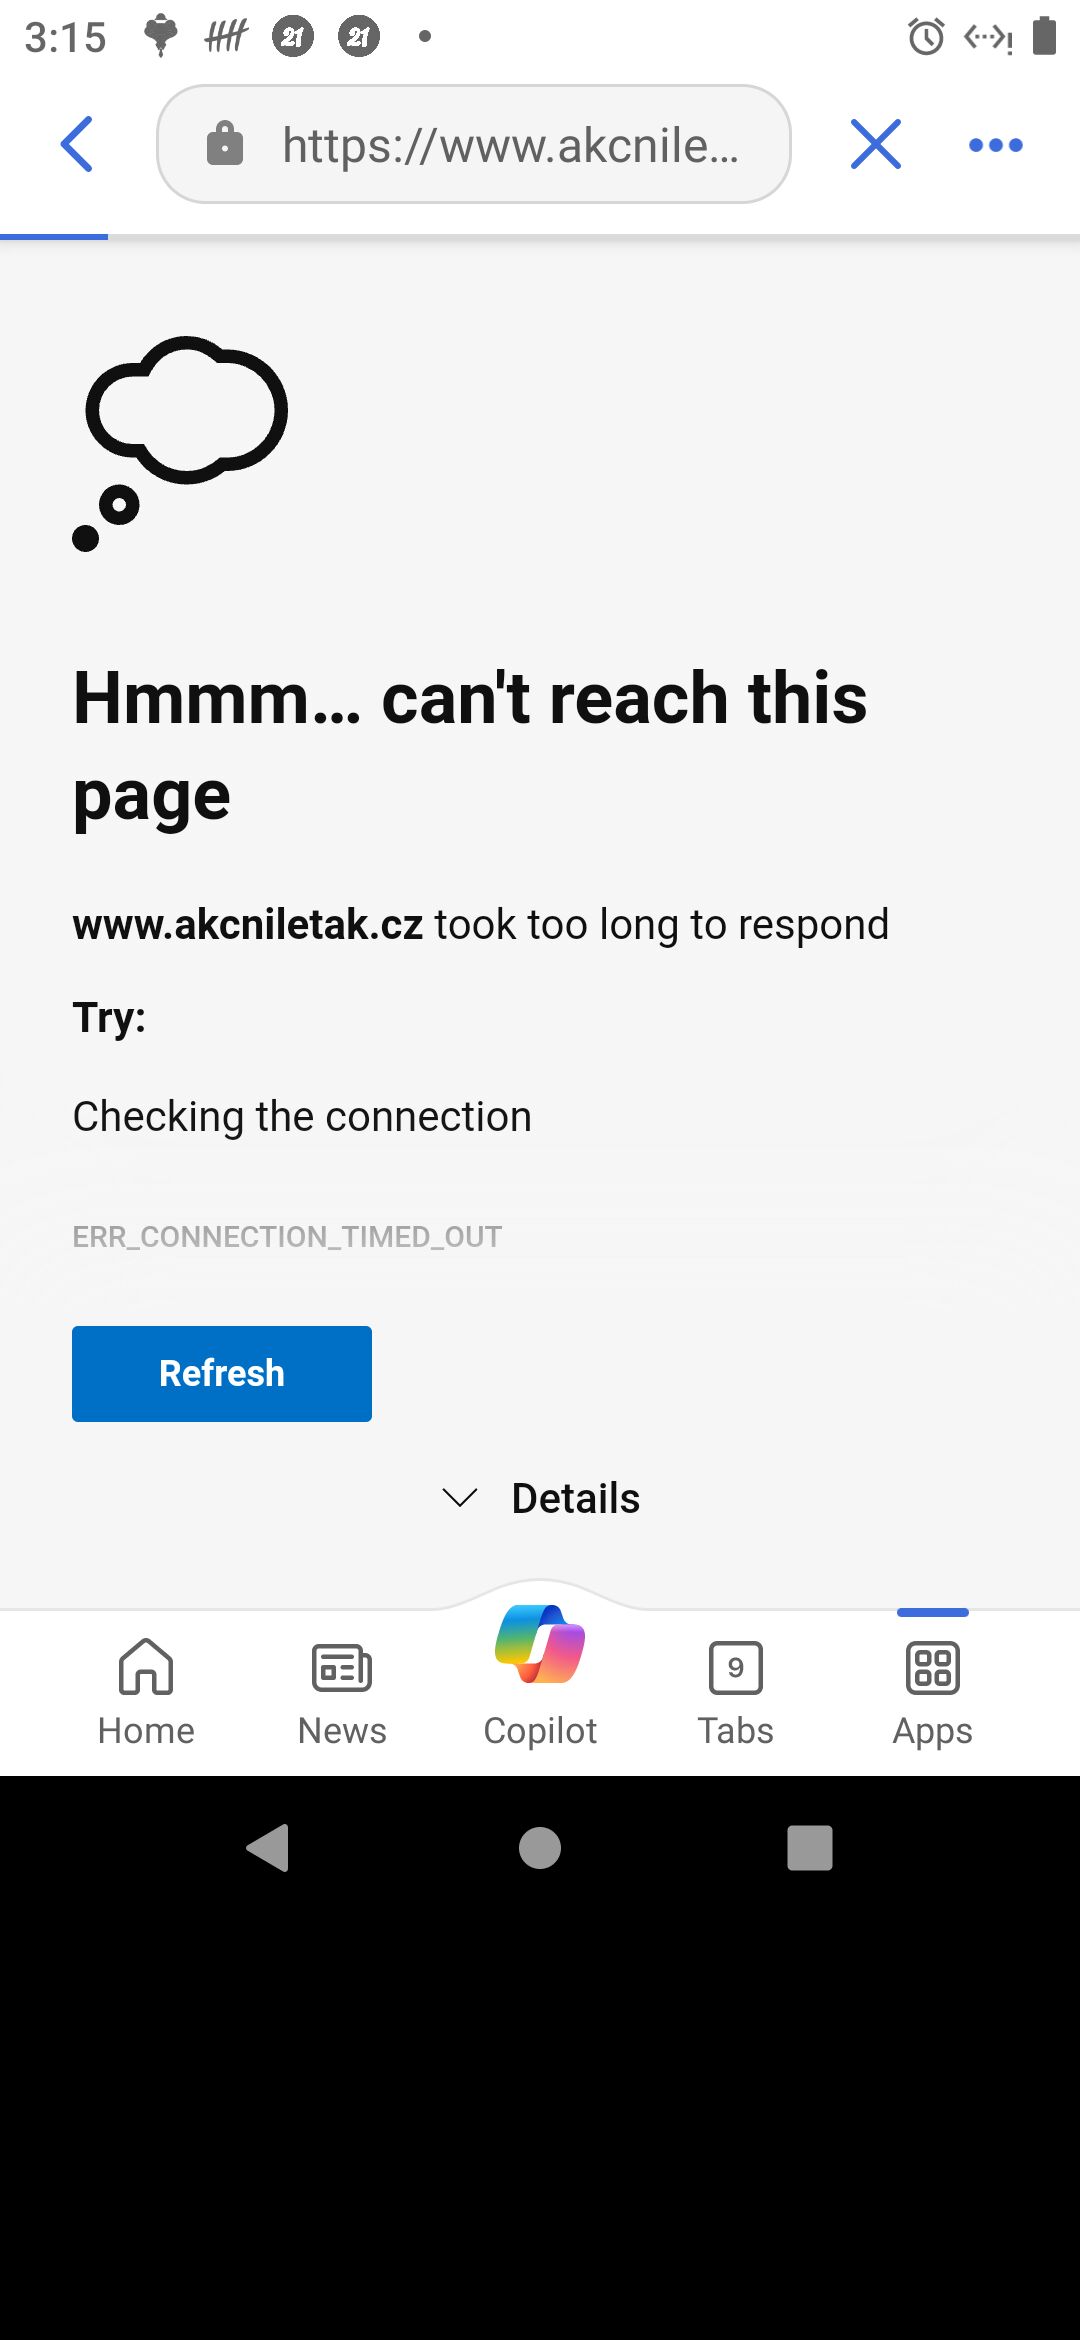 3:15
21
21
https://www.akcnile...
Hmmm... can't reach this
page
www.akcniletak.cz took too long to respond
Try:
Checking the connection
ERR_CONNECTION_TIMED_OUT
Refresh
Details
9
Home
News
Copilot
Tabs
Apps